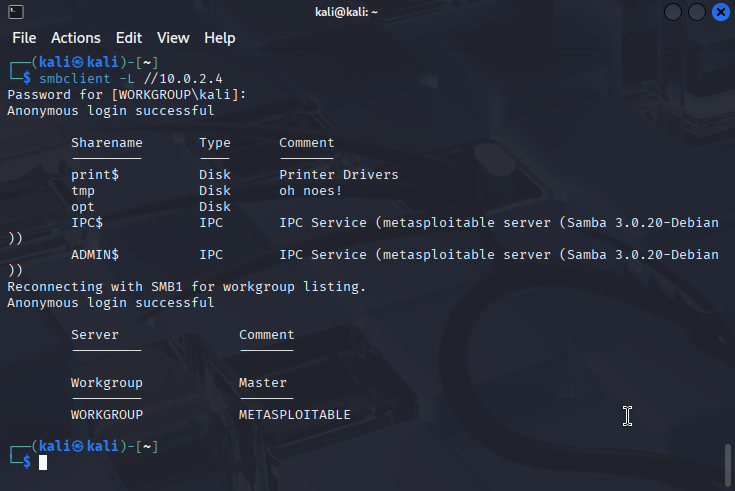 kali@kali: ~
File Actions Edit View Help
┌──(kali㉿kali)-[~]
└─$ smbclient -L //10.0.2.4
Password for [WORKGROUP\kali]:
Anonymous login successful
Sharename Type Comment
--------- ---- -------
print$ Disk Printer Drivers
tmp Disk oh noes!
opt Disk
IPC$ IPC IPC Service (metasploitable server (Samba 3.0.20-Debian
))
ADMIN$ IPC IPC Service (metasploitable server (Samba 3.0.20-Debian
))
Reconnecting with SMB1 for workgroup listing.
Anonymous login successful
Server Comment
--------- -------
Workgroup Master
--------- -------
WORKGROUP METASPLOITABLE
┌──(kali㉿kali)-[~]
└─$